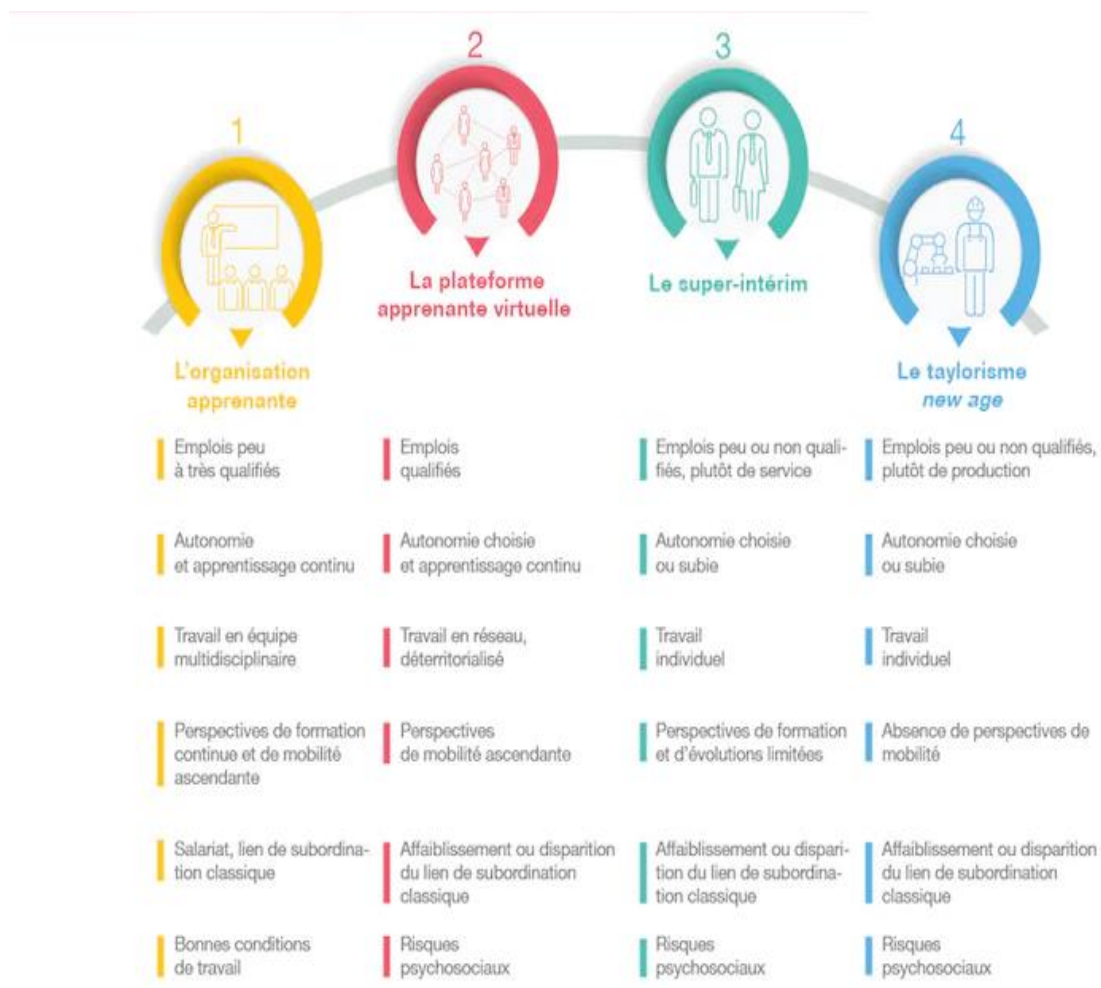 1
L'organisation
apprenante
Emplois peu
à très qualifiés
Autonomie
et apprentissage continu
Travail en équipe
multidisciplinaire
Perspectives de formation
continue et de mobilité
ascendante
Salariat, lien de subordina-
tion classique
Bonnes conditions
de travail
2
La plateforme
apprenante virtuelle
Emplois
qualifiés
Autonomie choisie
et apprentissage continu
Travail en réseau,
déterritorialisé
Perspectives
de mobilité ascendante
Affaiblissement ou disparition
du lien de subordination
classique
Risques
psychosociaux
3
Le super-intérim
Emplois peu ou non quali-
fiés, plutôt de service
Autonomie choisie
ou subie
Travail
individuel
Perspectives de formation
et d'évolutions limitées
Affaiblissement ou dispari-
tion du lien de subordina-
tion classique
Risques
psychosociaux
4
Le taylorisme
new age
Emplois peu ou non qualifiés,
plutôt de production
Autonomie choisie
ou subie
Travail
individuel
Absence de perspectives de
mobilité
Affaiblissement ou disparition
du lien de subordination
classique
Risques
psychosociaux